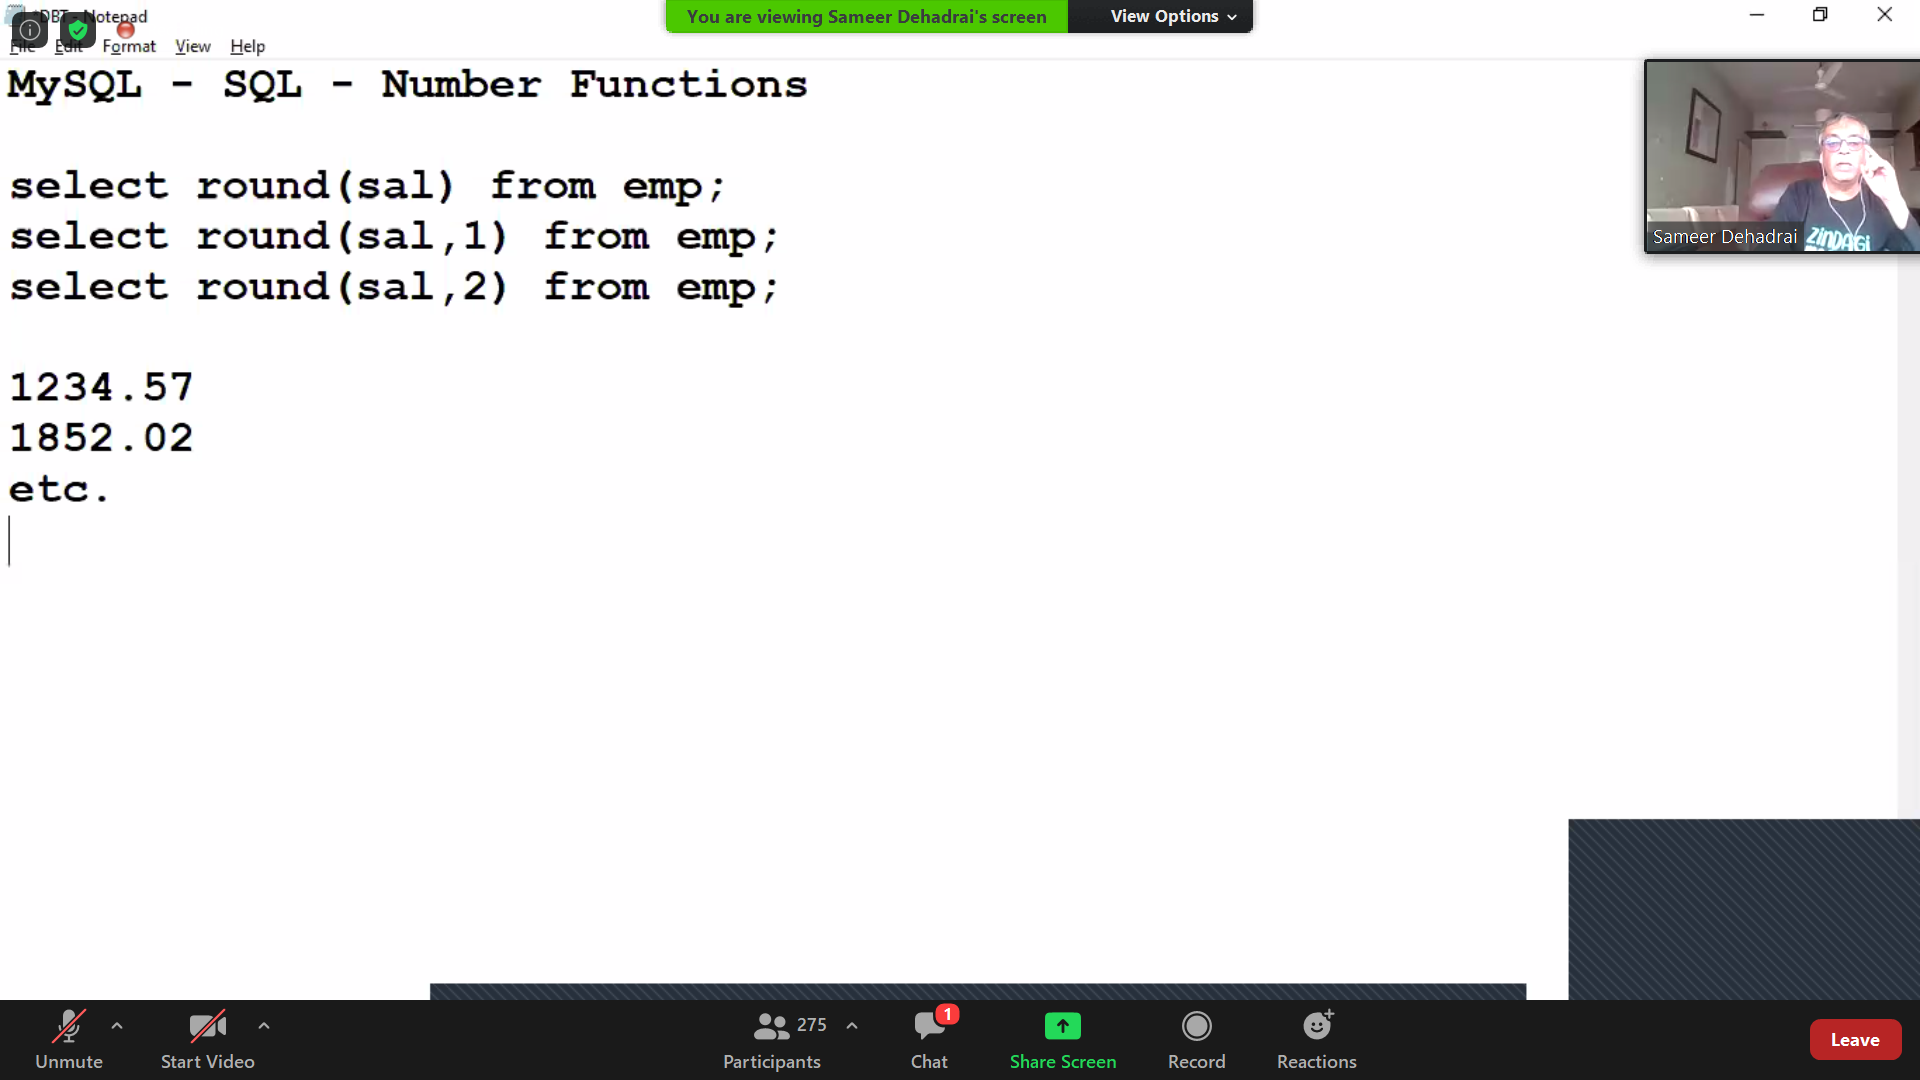 *DBT - Notepad
You are viewing Sameer Dehadrai's screen
View Options
File Edit Format View Help
MySQL - SQL - Number Functions
select round(sal) from emp;
select round(sal,1) from emp;
select round(sal,2) from emp;
1234.57
1852.02
etc.
Sameer Dehadrai
ZINDAGI
275
1
Unmute
Start Video
Participants
Chat
Share Screen
Record
Reactions
Leave